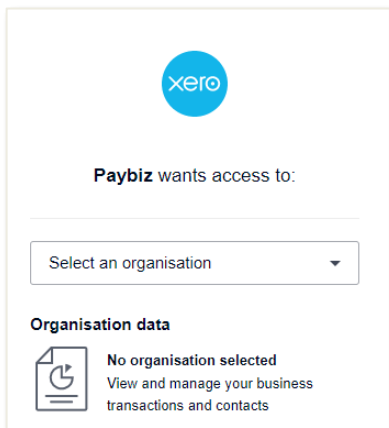 xero
Paybiz wants access to:
Select an organisation
Organisation data
No organisation selected
View and manage your business
transactions and contacts